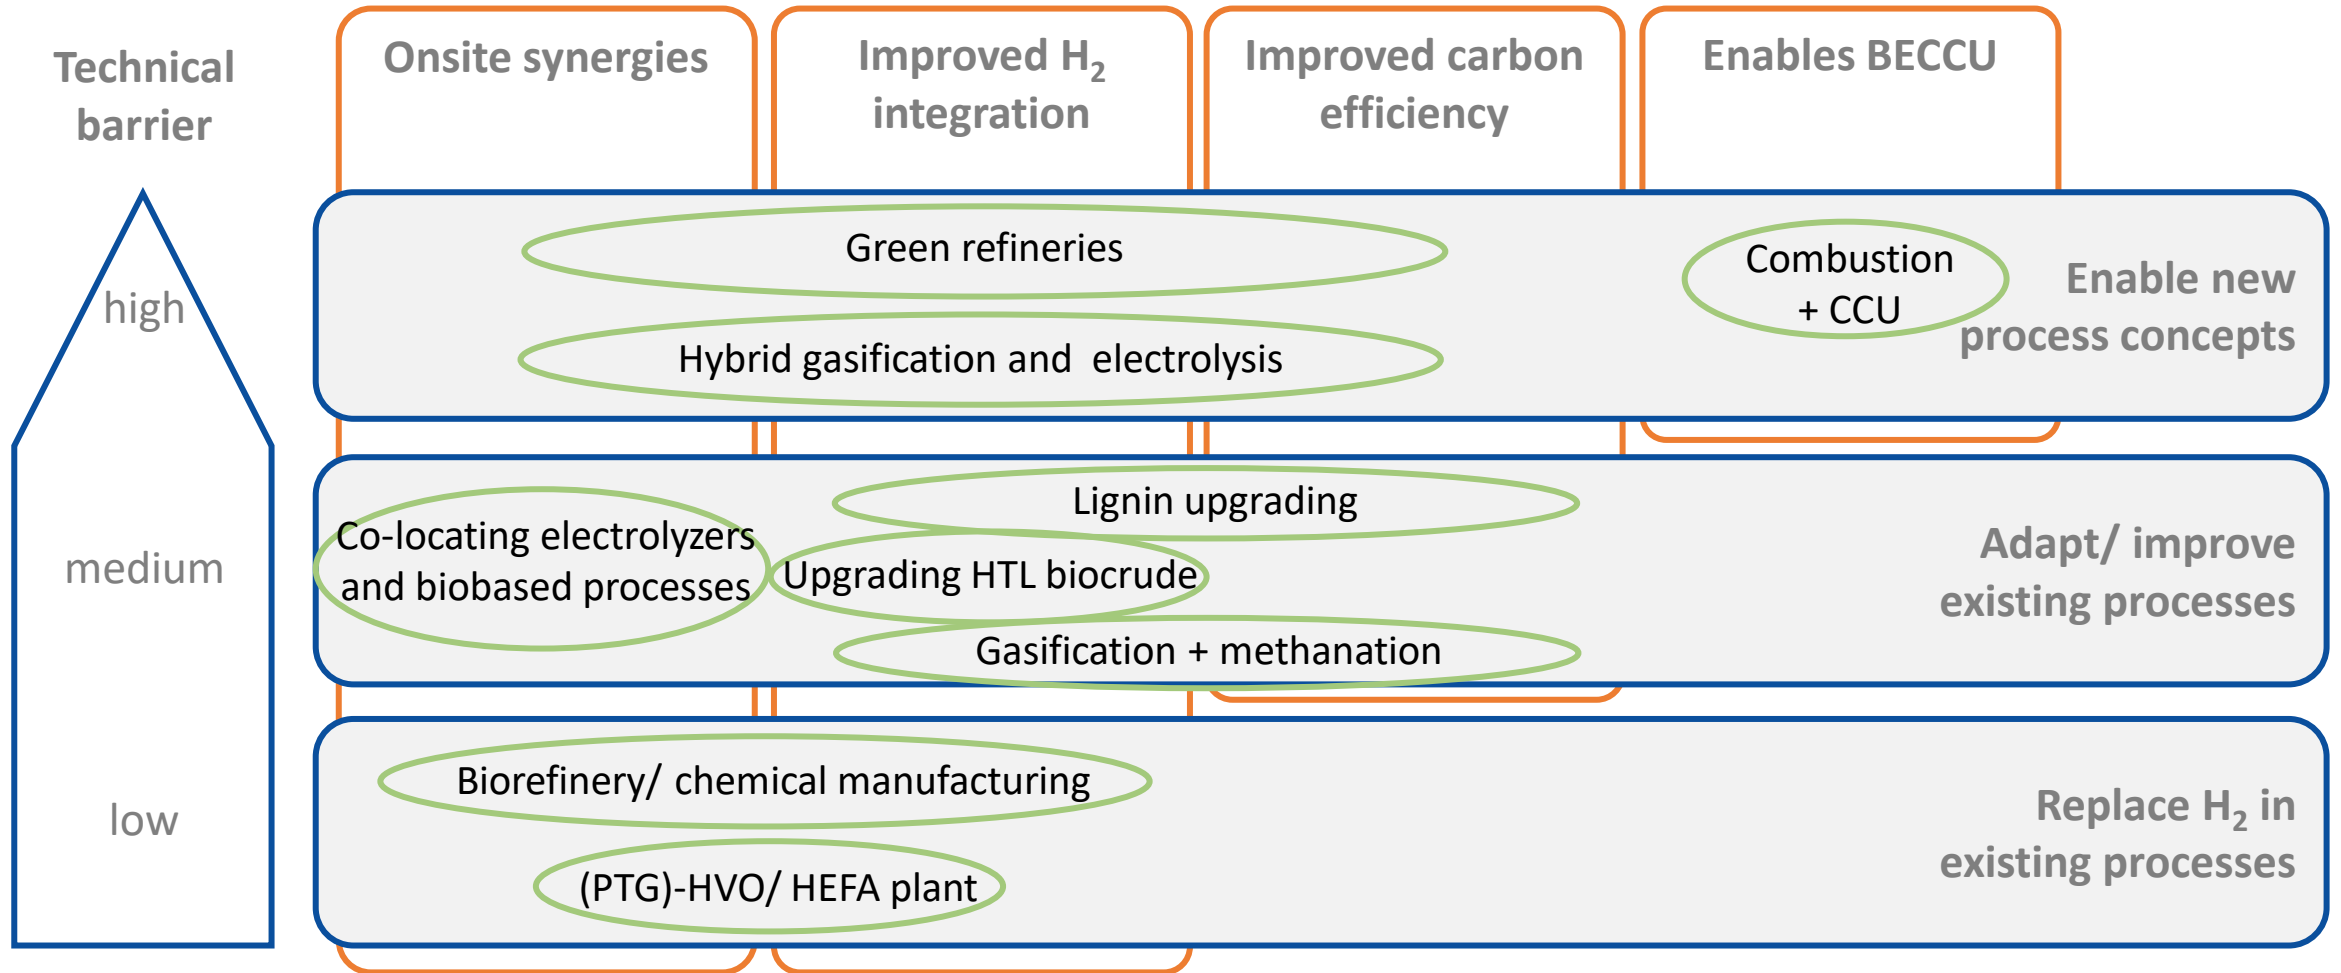 Technical
barrier
Onsite synergies
Improved H₂
integration
Improved carbon
efficiency
Enables BECCU
high
Green refineries
Hybrid gasification and  electrolysis
Combustion
+ CCU
Enable new
process concepts
medium
Co-locating electrolyzers
and biobased processes
Lignin upgrading
Upgrading HTL biocrude
Gasification + methanation
Adapt/ improve
existing processes
low
Biorefinery/ chemical manufacturing
(PTG)-HVO/ HEFA plant
Replace H₂ in
existing processes